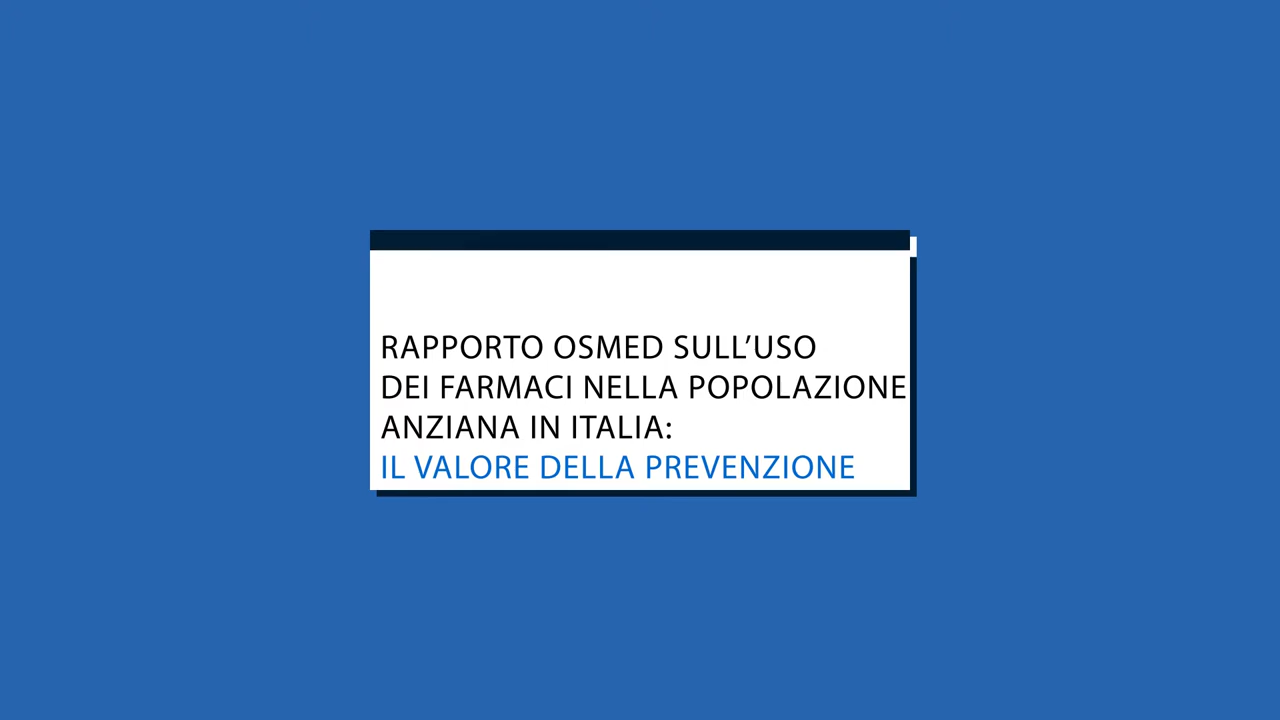 RAPPORTO OSMED SULL’USO
DEI FARMACI NELLA POPOLAZIONE
ANZIANA IN ITALIA:
IL VALORE DELLA PREVENZIONE